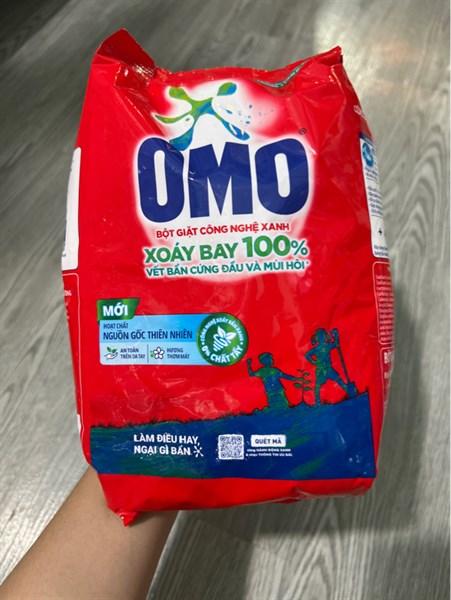 OMO
BỘT GIẶT CÔNG NGHỆ XANH
XOÁY BAY 100%
VẾT BẨN CỨNG ĐẦU VÀ MÙI HÔI*
MỚI
HOẠT CHẤT
NGUỒN GỐC THIÊN NHIÊN
AN TOÀN
TRÊN DA TAY
HƯƠNG
THƠM MÁT
0% CHẤT TẨY
LÀM ĐIỀU HAY,
NGẠI GÌ BẨN
QUÉT MÃ